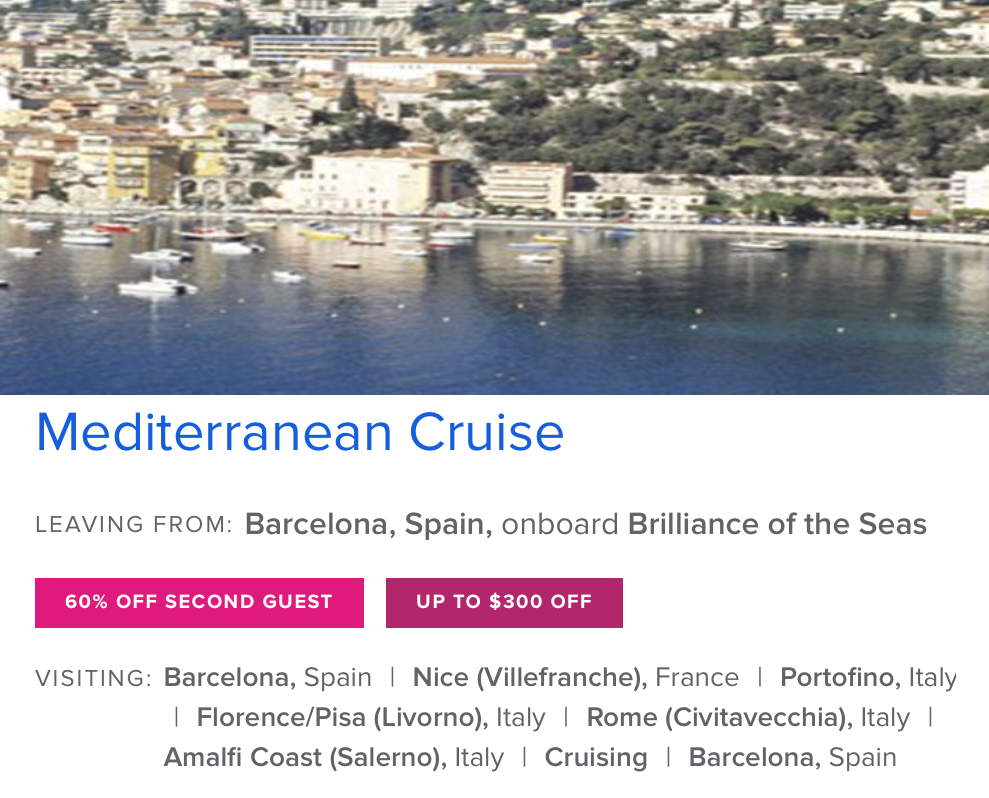 Mediterranean Cruise
LEAVING FROM: Barcelona, Spain, onboard Brilliance of the Seas
60% OFF SECOND GUEST UP TO $300 OFF
VISITING: Barcelona, Spain | Nice (Villefranche), France | Portofino, Italy
| Florence/Pisa (Livorno), Italy | Rome (Civitavecchia), Italy |
Amalfi Coast (Salerno), Italy | Cruising | Barcelona, Spain